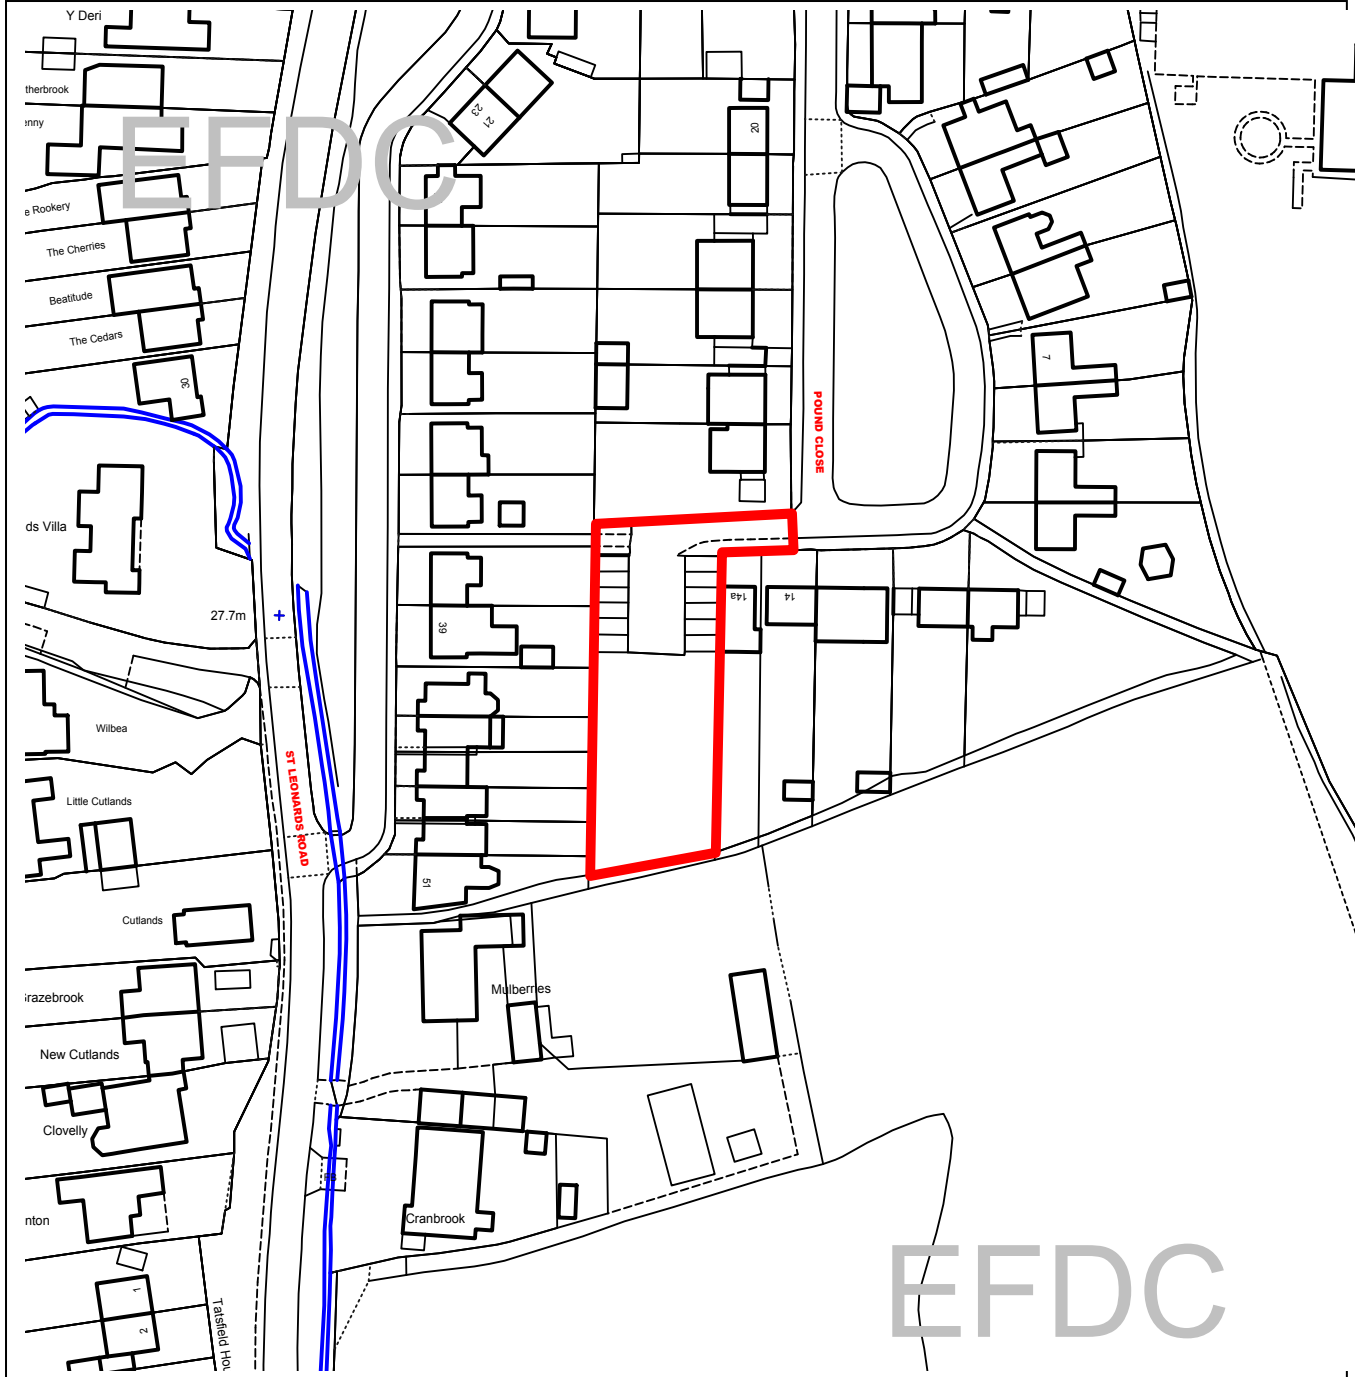 Y Deri
therbrook
enny
EFDC
23
21
20
e Rookery
The Cherries
Beatitude
The Cedars
30
7
POUND CLOSE
ds Villa
27.7m
39
14a
14
Wilbea
ST LEONARDS ROAD
Little Cutlands
51
Cutlands
Mulberries
razebrook
New Cutlands
Clovelly
FB
nton
Cranbrook
EFDC
1
2
Tatsfield Hou